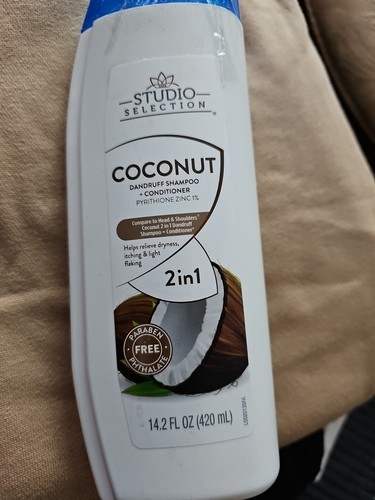 STUDIO
SELECTION
COCONUT
DANDRUFF SHAMPOO
+ CONDITIONER
PYRITHIONE ZINC 1%
Compare to Head & Shoulders®
Coconut 2 in 1 Dandruff
Shampoo + Conditioner*
Helps relieve dryness,
itching & light
flaking
2in1
PARABEN
FREE
PHTHALATE
14.2 FL OZ (420 mL)